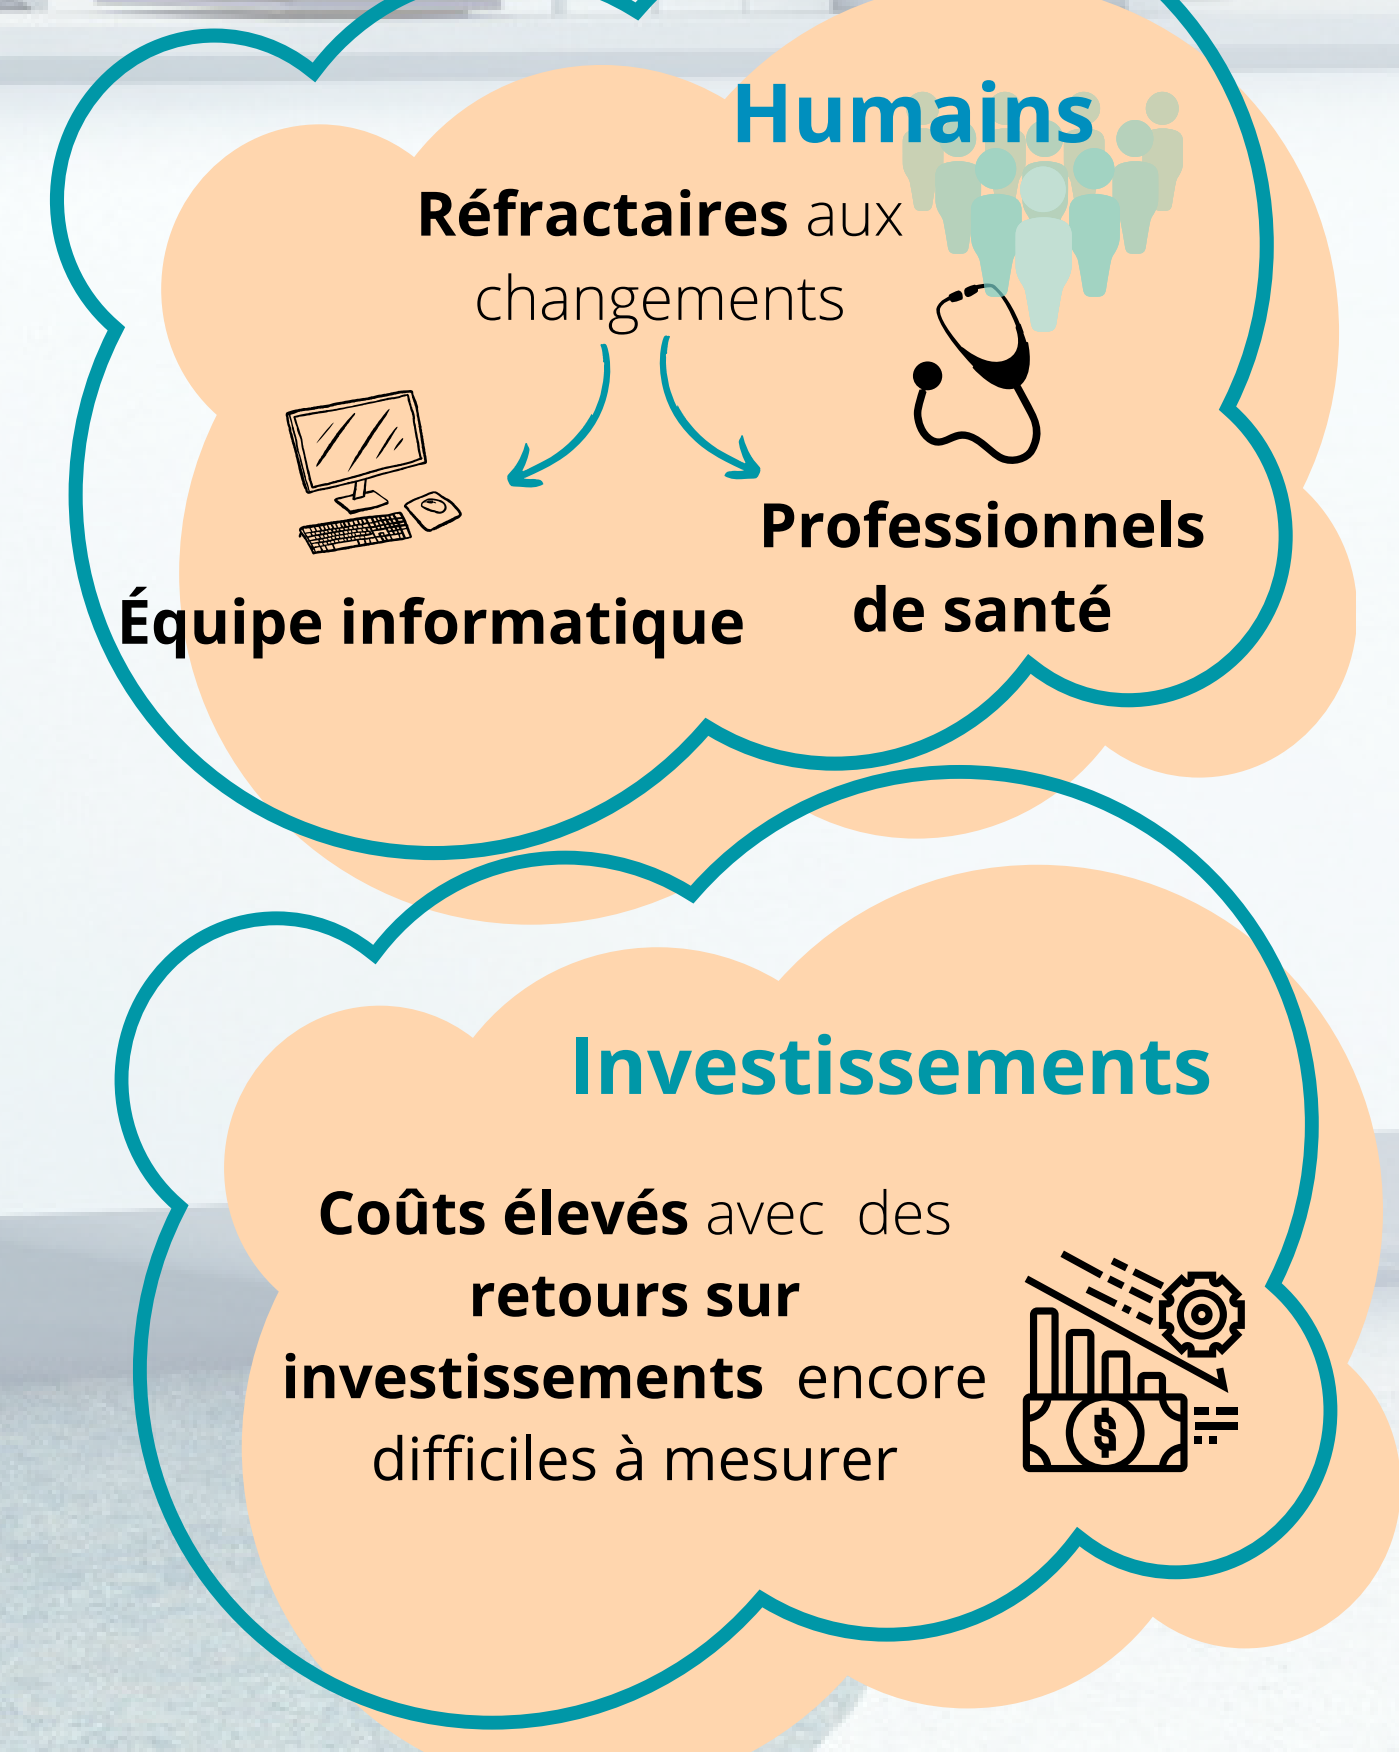 Humains
Réfractaires aux
changements
Équipe informatique
Professionnels
de santé
Investissements
Coûts élevés avec des
retours sur
investissements encore
difficiles à mesurer
$